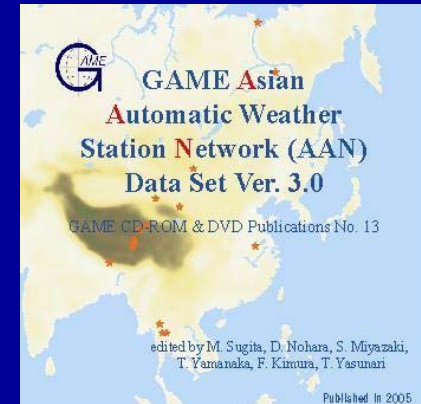 GAME
GAME Asian
Automatic Weather
Station Network (AAN)
Data Set Ver. 3.0
GAME CD-ROM & DVD Publications No. 13
edited by M. Sugita, D. Nohara, S. Miyazaki,
T. Yamanaka, F. Kimura, T. Yasunari
Published in 2005